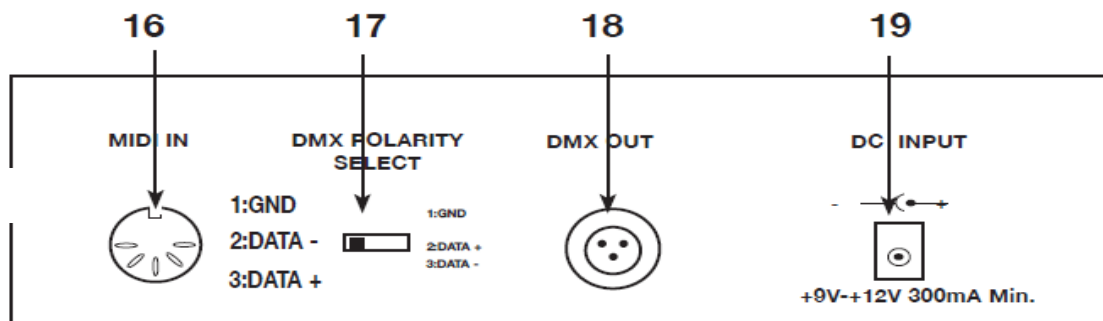 16 17 18 19
MIDI IN
DMX POLARITY
SELECT
DMX OUT
DC INPUT
1:GND
2:DATA -
3:DATA +
1:GND
2:DATA +
3:DATA -
- +
+9V-+12V 300mA Min.